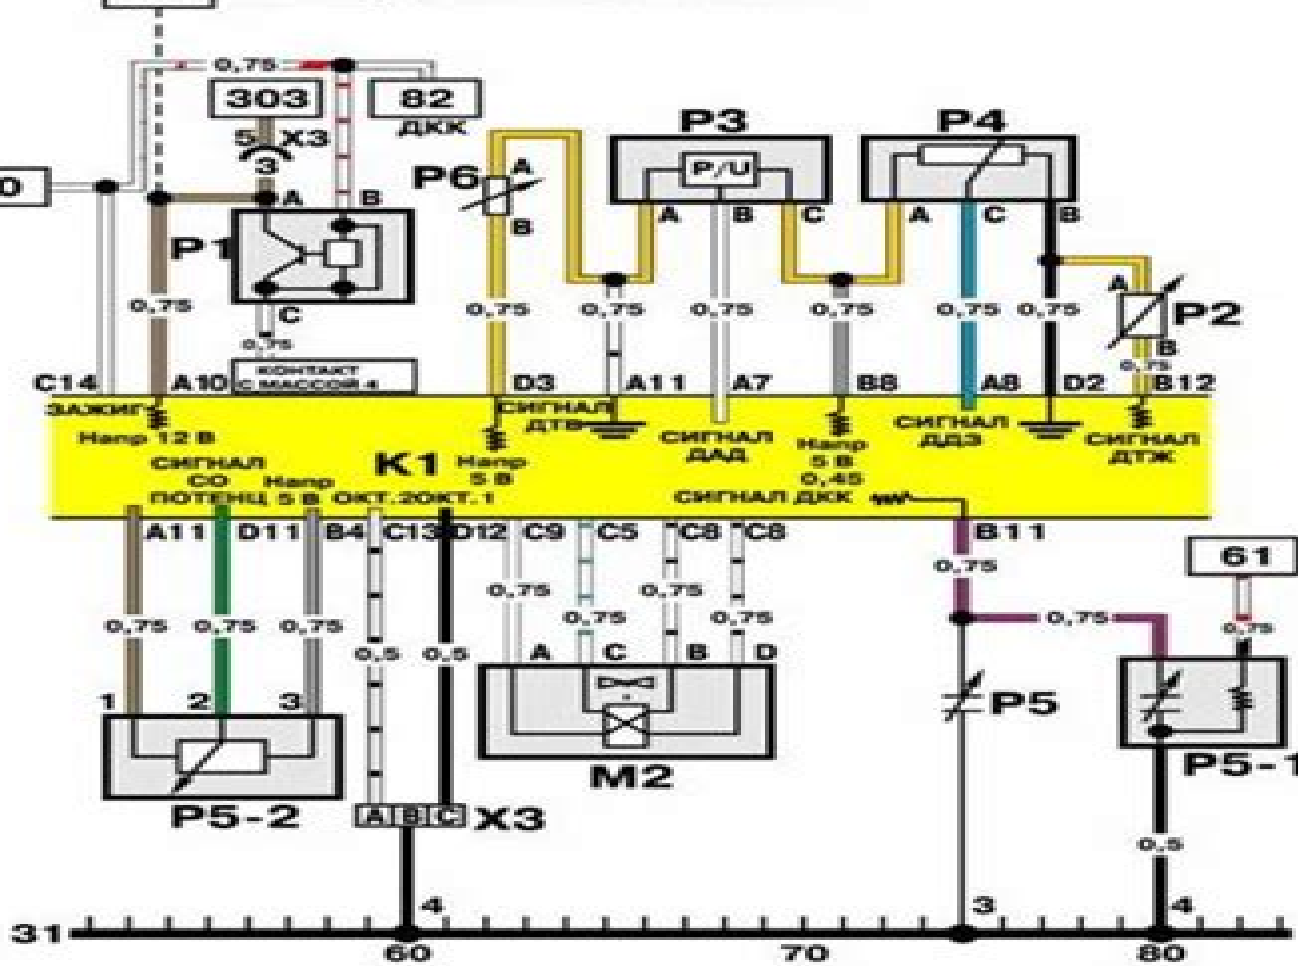 0,75
303
82
ДКК
5 X3
3
P6
A
P3
P4
P/U
0
A
B
B
A
B
C
A
C
B
P1
C
A
P2
B
0,75
0,75
0,75
0,75
0,75
0,75
0,75
0,75
0,75
КОНТАКТ
С МАССОЙ 4
C14
A10
D3
A11
A7
B8
A8
D2
B12
ЗАЖИГ
СИГНАЛ
ДТВ
Напр 12 В
СИГНАЛ
ДАД
Напр
5 В
0,45
СИГНАЛ
ДДЗ
СИГНАЛ
ДТЖ
СИГНАЛ
СО
ПОТЕНЦ
Напр
5 В
K1
Напр
5 В
ОКТ.2
ОКТ.1
СИГНАЛ ДКК
A11
D11
B4
C13
D12
C9
C5
C8
C8
B11
0,75
61
0,75
0,75
0,75
0,75
0,75
0,75
0,75
0,75
0,75
0,5
0,5
A
C
B
D
1
2
3
P5
M2
P5-1
P5-2
A B C X3
0,5
4
3
4
31
60
70
80